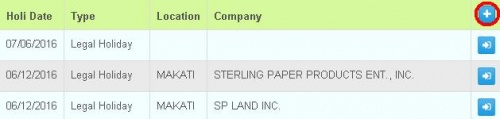 Holi Date Type Location Company
07/06/2016 Legal Holiday
06/12/2016 Legal Holiday MAKATI STERLING PAPER PRODUCTS ENT., INC.
06/12/2016 Legal Holiday MAKATI SP LAND INC.